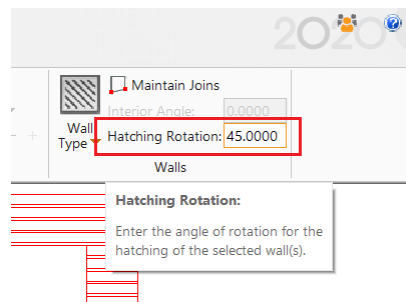 2020
Maintain Joins
Interior Angle: 0.0000
Wall
Type
Hatching Rotation: 45.0000
Walls
Hatching Rotation:
Enter the angle of rotation for the
hatching of the selected wall(s).